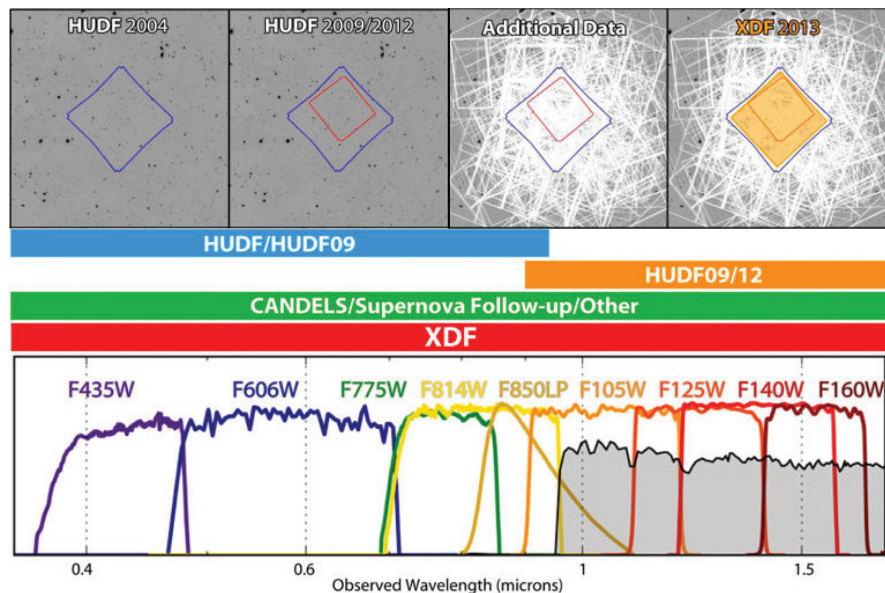 HUDF 2004 HUDF 2009/2012 Additional Data XDF 2013
HUDF/HUDF09
HUDF09/12
CANDELS/Supernova Follow-up/Other
XDF
F435W F606W F775W F814W F850LP F105W F125W F140W F160W
0.4 0.6 1 1.5
Observed Wavelength (microns)